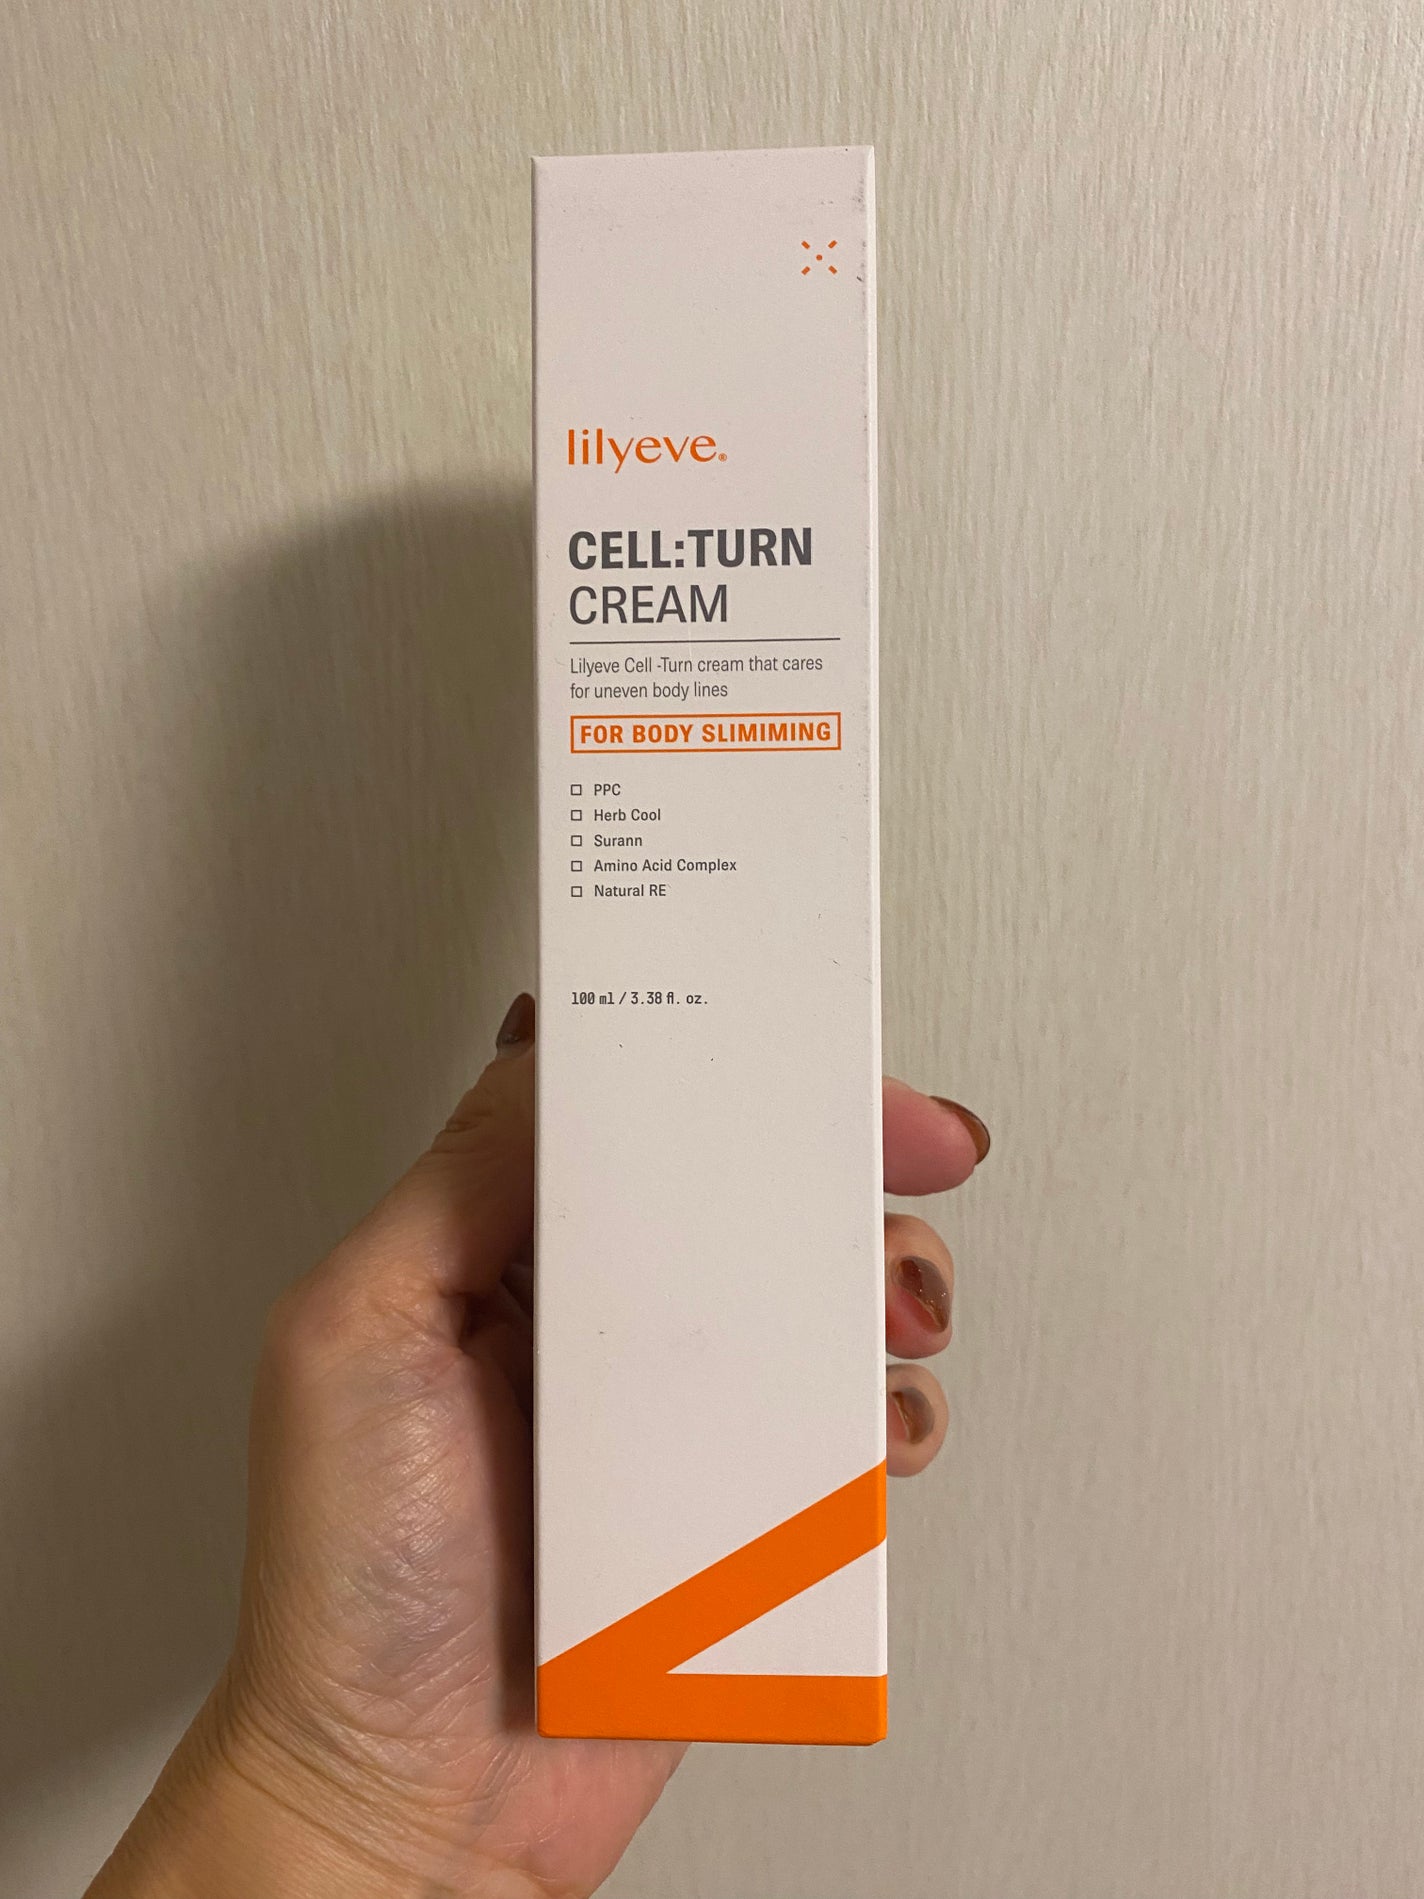 lilyeve®
CELL:TURN
CREAM
Lilyeve Cell -Turn cream that cares
for uneven body lines
FOR BODY SLIMIMING
□ PPC
□ Herb Cool
□ Surann
□ Amino Acid Complex
□ Natural RE
100 ml / 3.38 fl. oz.